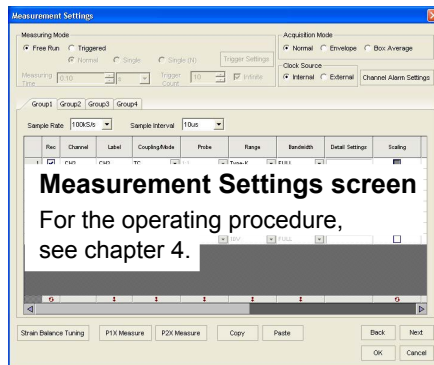 Measurement Settings
Measuring Mode
Free Run Triggered
Normal Single Single (N) Trigger Settings
Measuring Time 0:10 s Trigger Count 10 Infinite
Acquisition Mode
Normal Envelope Box Average
Clock Source
Internal External Channel Alarm Settings
Group1 Group2 Group3 Group4
Sample Rate 100kS/s Sample Interval 10us
Rec Channel Label Coupling/Mode Probe Range Bandwidth Detail Settings Scaling
1 CH2 CH2 TC Type-K FULL
Measurement Settings screen
For the operating procedure,
see chapter 4.
10V FULL
Strain Balance Tuning P1X Measure P2X Measure Copy Paste Back Next
OK Cancel